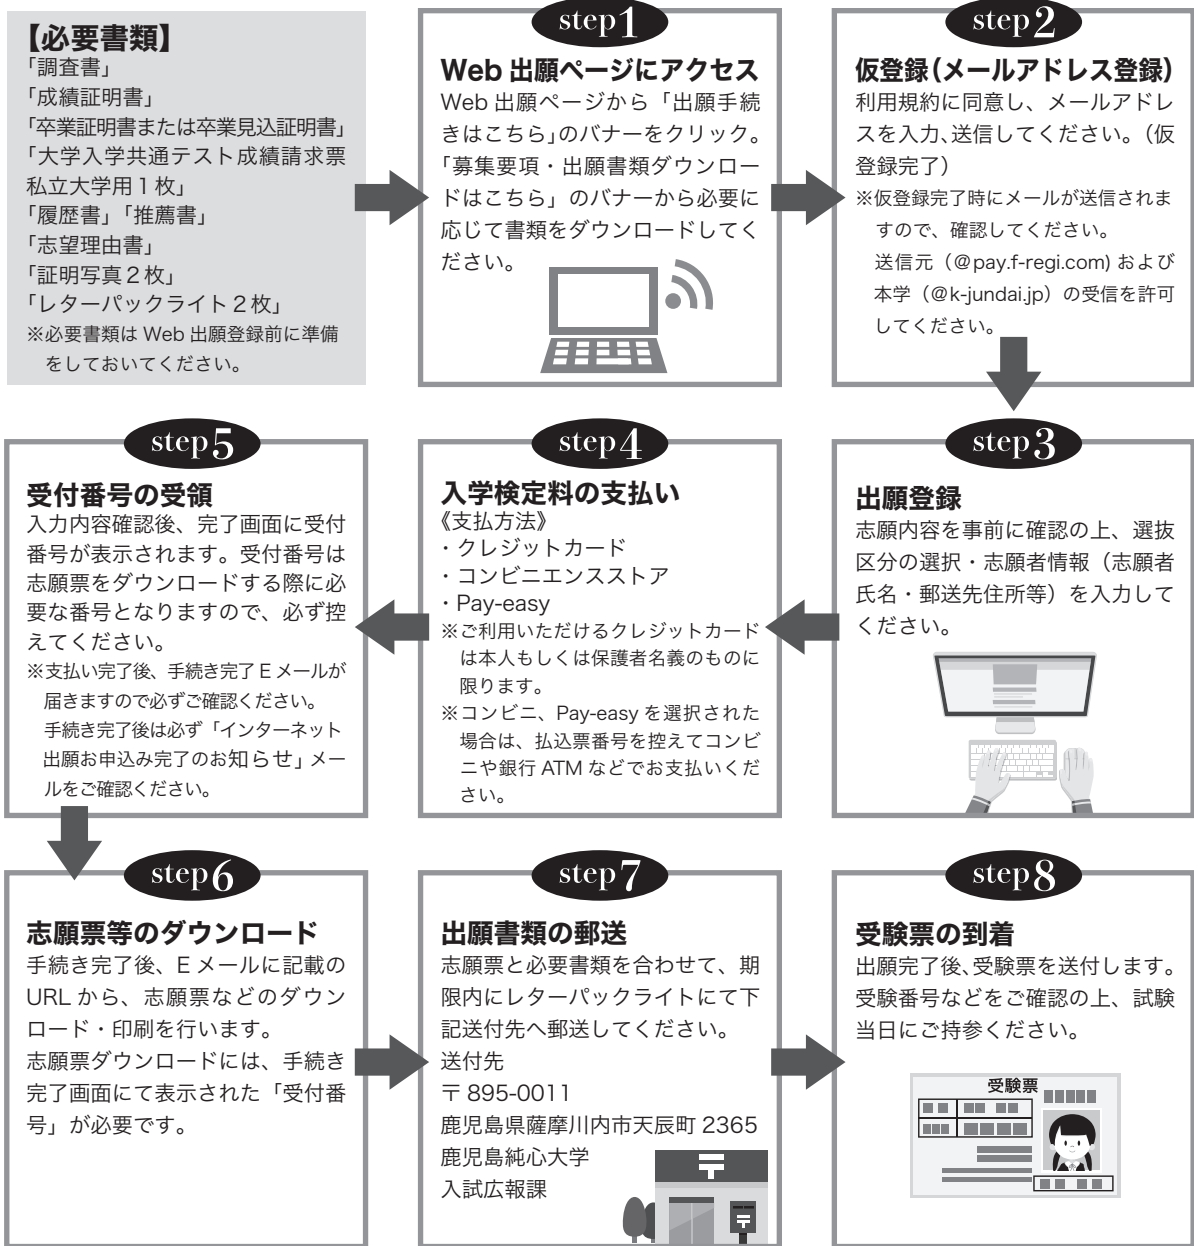 【必要書類】
「調査書」
「成績証明書」
「卒業証明書または卒業見込証明書」
「大学入学共通テスト成績請求票
私立大学用1枚」
「履歴書」「推薦書」
「志望理由書」
「証明写真2枚」
「レターパックライト2枚」
※必要書類は Web 出願登録前に準備
をしておいてください。
step1
Web 出願ページにアクセス
Web 出願ページから「出願手続
きはこちら」のバナーをクリック。
「募集要項・出願書類ダウンロー
ドはこちら」のバナーから必要に
応じて書類をダウンロードしてく
ださい。
step2
仮登録（メールアドレス登録）
利用規約に同意し、メールアドレ
スを入力、送信してください。（仮
登録完了）
※仮登録完了時にメールが送信されま
すので、確認してください。
送信元（@pay.f-regi.com) および
本学（@k-jundai.jp）の受信を許可
してください。
step3
出願登録
志願内容を事前に確認の上、選抜
区分の選択・志願者情報（志願者
氏名・郵送先住所等）を入力して
ください。
step4
入学検定料の支払い
《支払方法》
・クレジットカード
・コンビニエンスストア
・Pay-easy
※ご利用いただけるクレジットカード
は本人もしくは保護者名義のものに
限ります。
※コンビニ、Pay-easy を選択された
場合は、払込票番号を控えてコンビ
ニや銀行 ATM などでお支払いくだ
さい。
step5
受付番号の受領
入力内容確認後、完了画面に受付
番号が表示されます。受付番号は
志願票をダウンロードする際に必
要な番号となりますので、必ず控
えてください。
※支払い完了後、手続き完了 E メールが
届きますので必ずご確認ください。
手続き完了後は必ず「インターネット
出願お申込み完了のお知らせ」メー
ルをご確認ください。
step6
志願票等のダウンロード
手続き完了後、E メールに記載の
URL から、志願票などのダウン
ロード・印刷を行います。
志願票ダウンロードには、手続き
完了画面にて表示された「受付番
号」が必要です。
step7
出願書類の郵送
志願票と必要書類を合わせて、期
限内にレターパックライトにて下
記送付先へ郵送してください。
送付先
〒 895-0011
鹿児島県薩摩川内市天辰町 2365
鹿児島純心大学
入試広報課
〒
〒
step8
受験票の到着
出願完了後、受験票を送付します。
受験番号などをご確認の上、試験
当日にご持参ください。
受験票